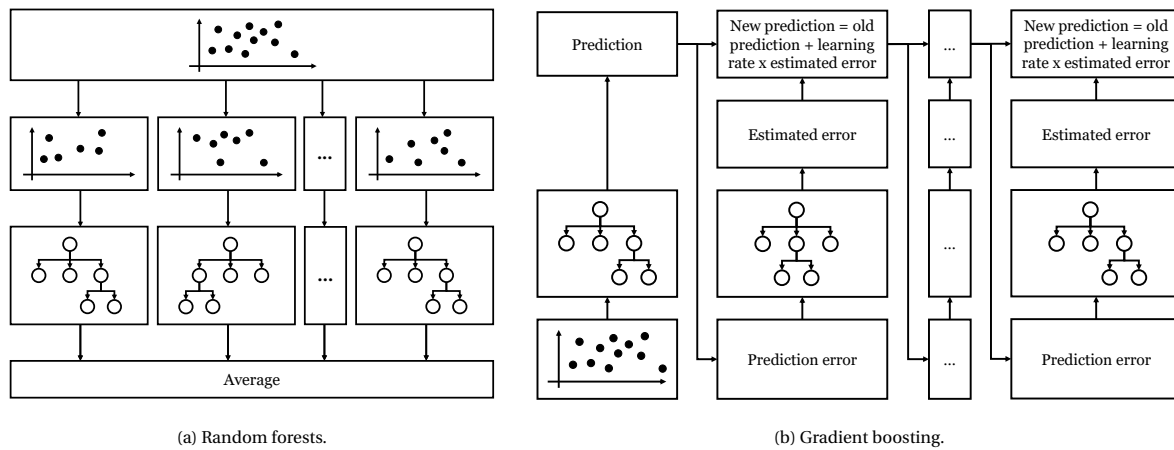 ...
...
Average
(a) Random forests.
Prediction
New prediction = old
prediction + learning
rate x estimated error
...
New prediction = old
prediction + learning
rate x estimated error
Estimated error
...
Estimated error
...
Prediction error
...
Prediction error
(b) Gradient boosting.